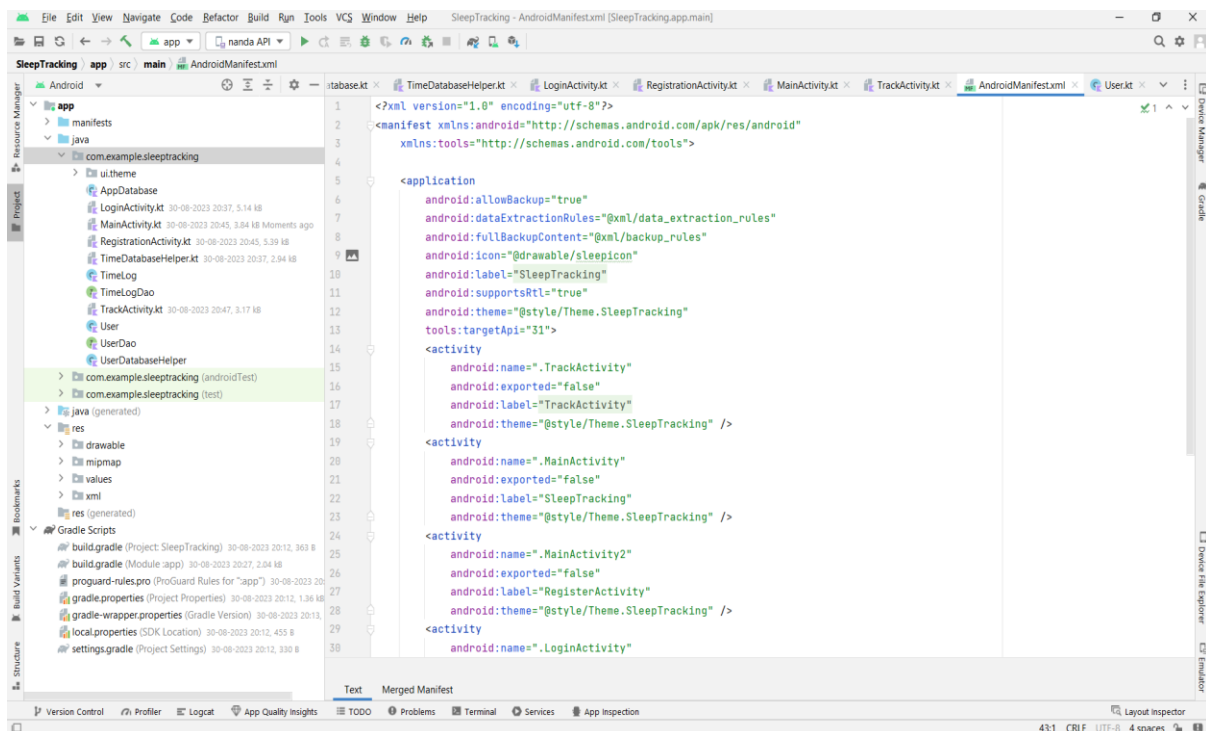 File Edit View Navigate Code Refactor Build Run Tools VCS Window Help SleepTracking - AndroidManifest.xml [SleepTracking.app.main]
app nanda API
SleepTracking app src main AndroidManifest.xml
Android
tabase.kt TimeDatabaseHelper.kt LoginActivity.kt RegistrationActivity.kt MainActivity.kt TrackActivity.kt AndroidManifest.xml User.kt
Resource Manager
Project
Bookmarks
Build Variants
Structure
app
manifests
java
com.example.sleeptracking
ui.theme
AppDatabase
LoginActivity.kt 30-08-2023 20:37, 5.14 kB
MainActivity.kt 30-08-2023 20:45, 3.84 kB Moments ago
RegistrationActivity.kt 30-08-2023 20:45, 5.39 kB
TimeDatabaseHelper.kt 30-08-2023 20:37, 2.94 kB
TimeLog
TimeLogDao
TrackActivity.kt 30-08-2023 20:47, 3.17 kB
User
UserDao
UserDatabaseHelper
com.example.sleeptracking (androidTest)
com.example.sleeptracking (test)
java (generated)
res
drawable
mipmap
values
xml
res (generated)
Gradle Scripts
build.gradle (Project: SleepTracking) 30-08-2023 20:12, 363 B
build.gradle (Module :app) 30-08-2023 20:27, 2.04 kB
proguard-rules.pro (ProGuard Rules for ":app") 30-08-2023 20:
gradle.properties (Project Properties) 30-08-2023 20:12, 1.36 kB
gradle-wrapper.properties (Gradle Version) 30-08-2023 20:13,
local.properties (SDK Location) 30-08-2023 20:12, 455 B
settings.gradle (Project Settings) 30-08-2023 20:12, 330 B
1 <?xml version="1.0" encoding="utf-8"?>
2 <manifest xmlns:android="http://schemas.android.com/apk/res/android"
3 xmlns:tools="http://schemas.android.com/tools">
4
5 <application
6 android:allowBackup="true"
7 android:dataExtractionRules="@xml/data_extraction_rules"
8 android:fullBackupContent="@xml/backup_rules"
9 android:icon="@drawable/sleepicon"
10 android:label="SleepTracking"
11 android:supportsRtl="true"
12 android:theme="@style/Theme.SleepTracking"
13 tools:targetApi="31">
14 <activity
15 android:name=".TrackActivity"
16 android:exported="false"
17 android:label="TrackActivity"
18 android:theme="@style/Theme.SleepTracking" />
19 <activity
20 android:name=".MainActivity"
21 android:exported="false"
22 android:label="SleepTracking"
23 android:theme="@style/Theme.SleepTracking" />
24 <activity
25 android:name=".MainActivity2"
26 android:exported="false"
27 android:label="RegisterActivity"
28 android:theme="@style/Theme.SleepTracking" />
29 <activity
30 android:name=".LoginActivity"
1
Device Manager
Gradle
Device File Explorer
Emulator
Text Merged Manifest
Version Control Profiler Logcat App Quality Insights TODO Problems Terminal Services App Inspection Layout Inspector
43:1 CRLF UTF-8 4 spaces